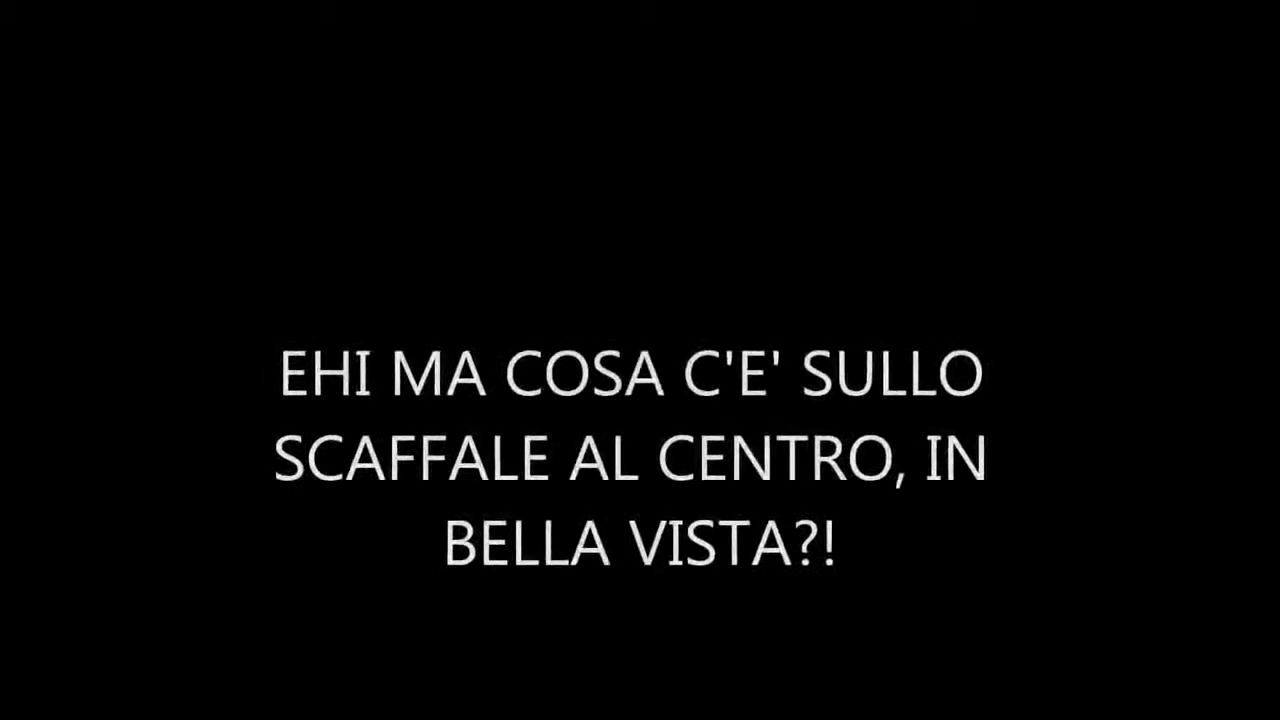 EHI MA COSA C'E' SULLO
SCAFFALE AL CENTRO, IN
BELLA VISTA?!